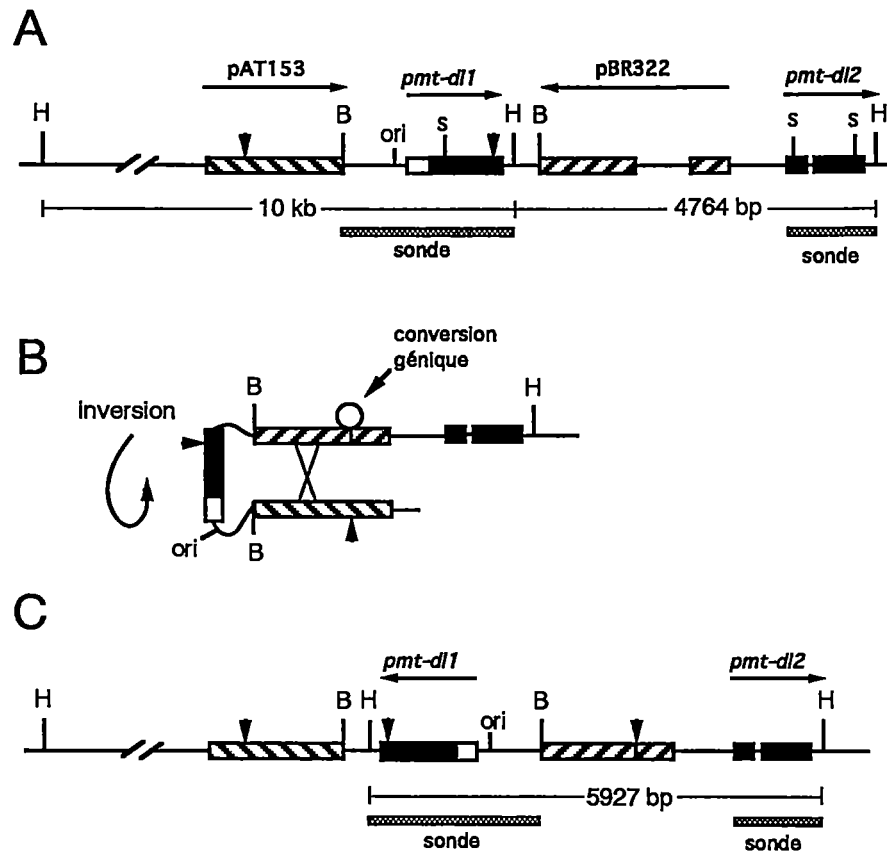 A
pAT153 pmt-dl1 pBR322 pmt-dl2
H B ori S H B S S H
10 kb 4764 bp
sonde sonde
B
conversion
génique
B H
inversion
ori B
C
pmt-dl1 pmt-dl2
H B H ori B H
5927 bp
sonde sonde